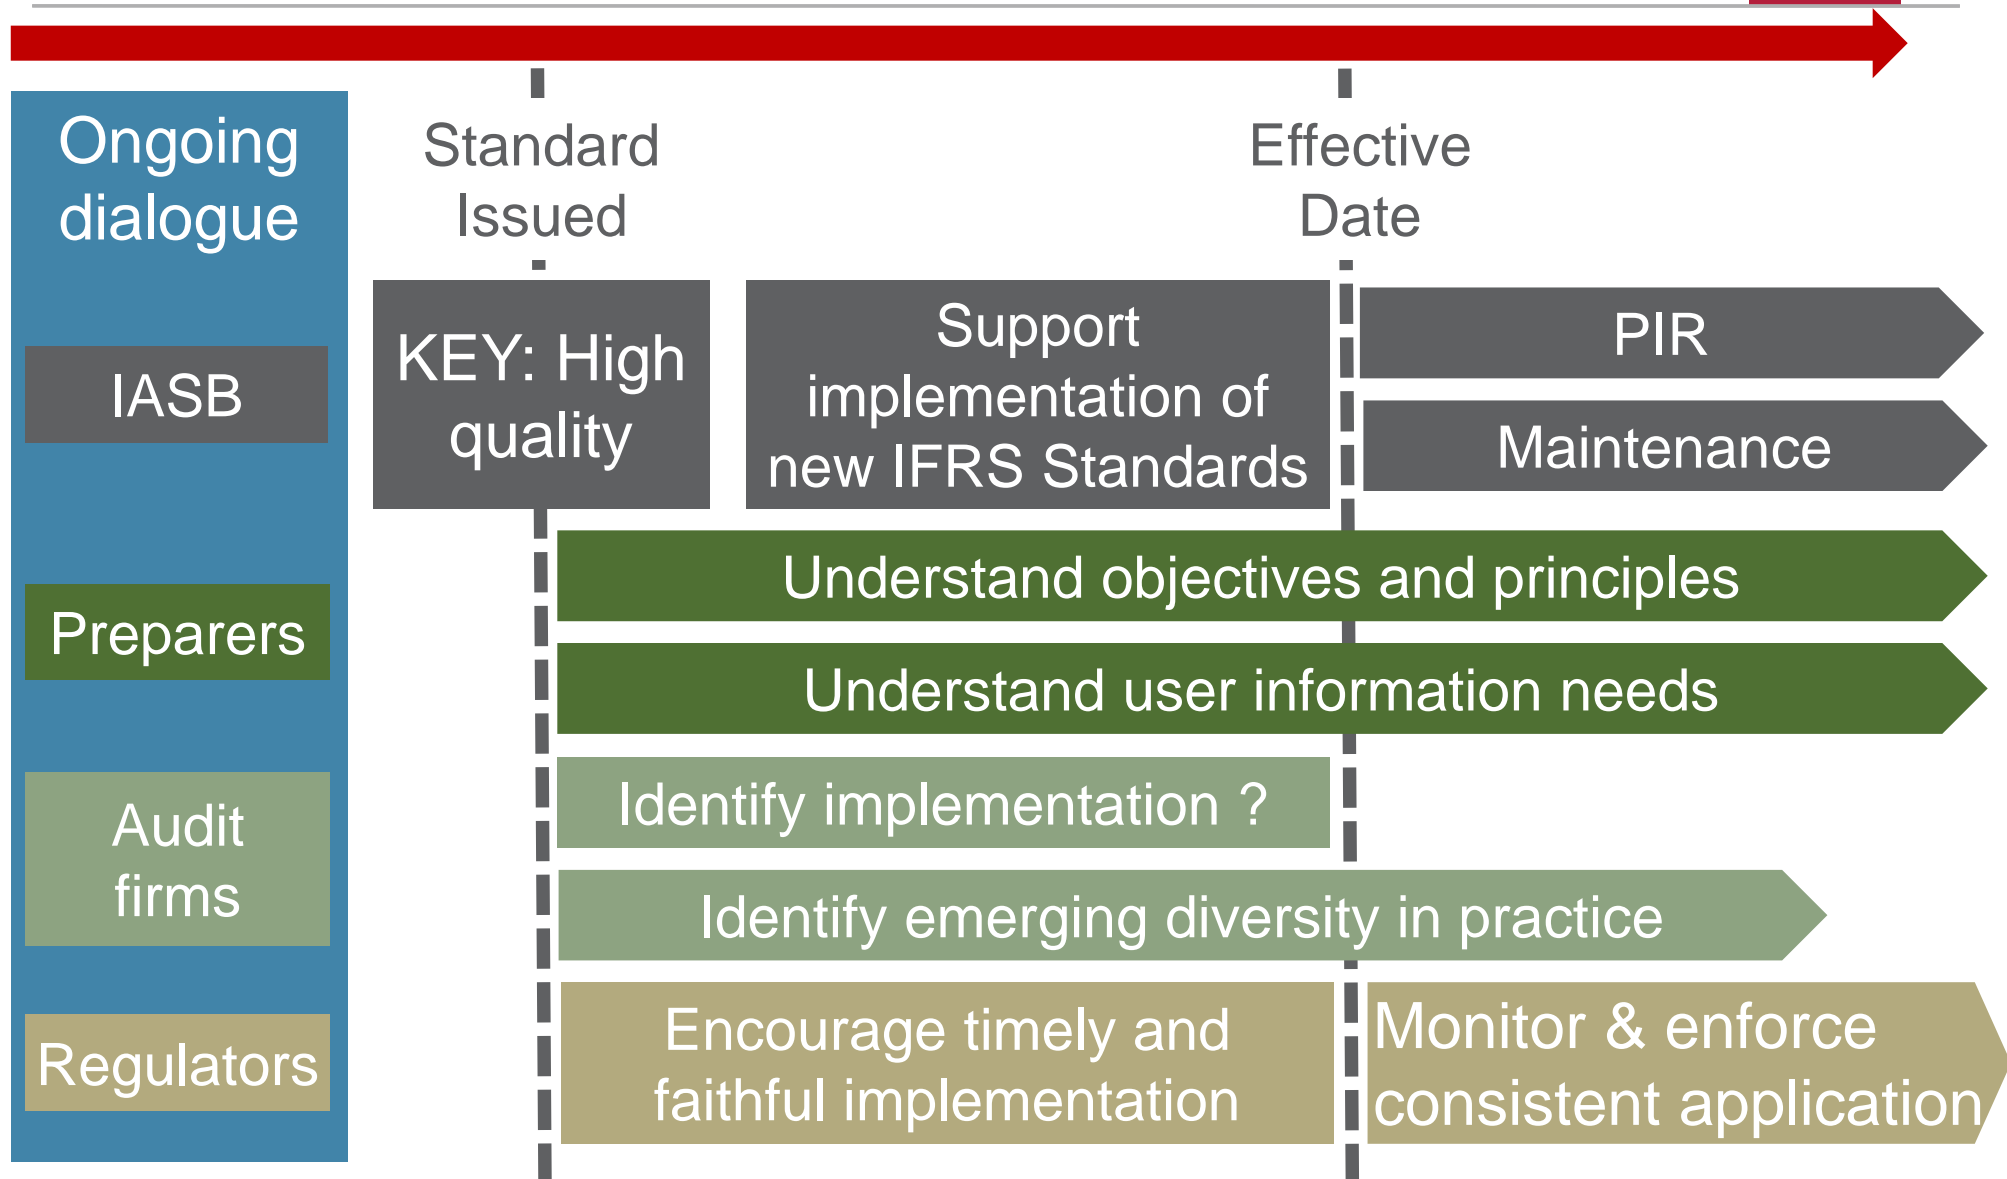 Ongoing
dialogue
Standard
Issued
Effective
Date
IASB
KEY: High
quality
Support
implementation of
new IFRS Standards
PIR
Maintenance
Preparers
Understand objectives and principles
Understand user information needs
Audit
firms
Identify implementation ?
Identify emerging diversity in practice
Regulators
Encourage timely and
faithful implementation
Monitor & enforce
consistent application